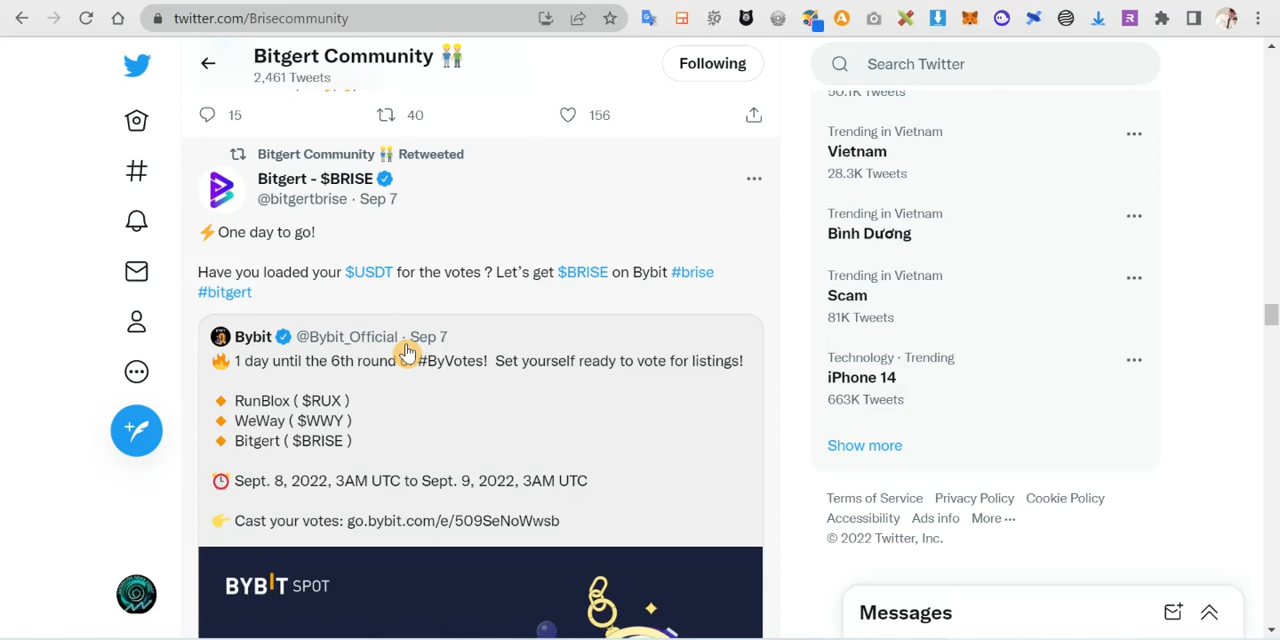 twitter.com/Brisecommunity
Bitgert Community
2,461 Tweets
Following
Search Twitter
50.1K Tweets
15
40
156
Trending in Vietnam
Vietnam
28.3K Tweets
Bitgert Community Retweeted
Bitgert - $BRISE
@bitgertbrise · Sep 7
⚡One day to go!
Trending in Vietnam
Bình Dương
Have you loaded your $USDT for the votes ? Let's get $BRISE on Bybit #brise
#bitgert
Trending in Vietnam
Scam
81K Tweets
Bybit @Bybit_Official · Sep 7
🔥 1 day until the 6th round #ByVotes! Set yourself ready to vote for listings!
🔸 RunBlox ( $RUX )
🔸 WeWay ( $WWY )
🔸 Bitgert ( $BRISE )
⏰ Sept. 8, 2022, 3AM UTC to Sept. 9, 2022, 3AM UTC
👉 Cast your votes: go.bybit.com/e/509SeNoWwsb
BYBIT SPOT
Technology · Trending
iPhone 14
663K Tweets
Show more
Terms of Service Privacy Policy Cookie Policy
Accessibility Ads info More ···
© 2022 Twitter, Inc.
Messages